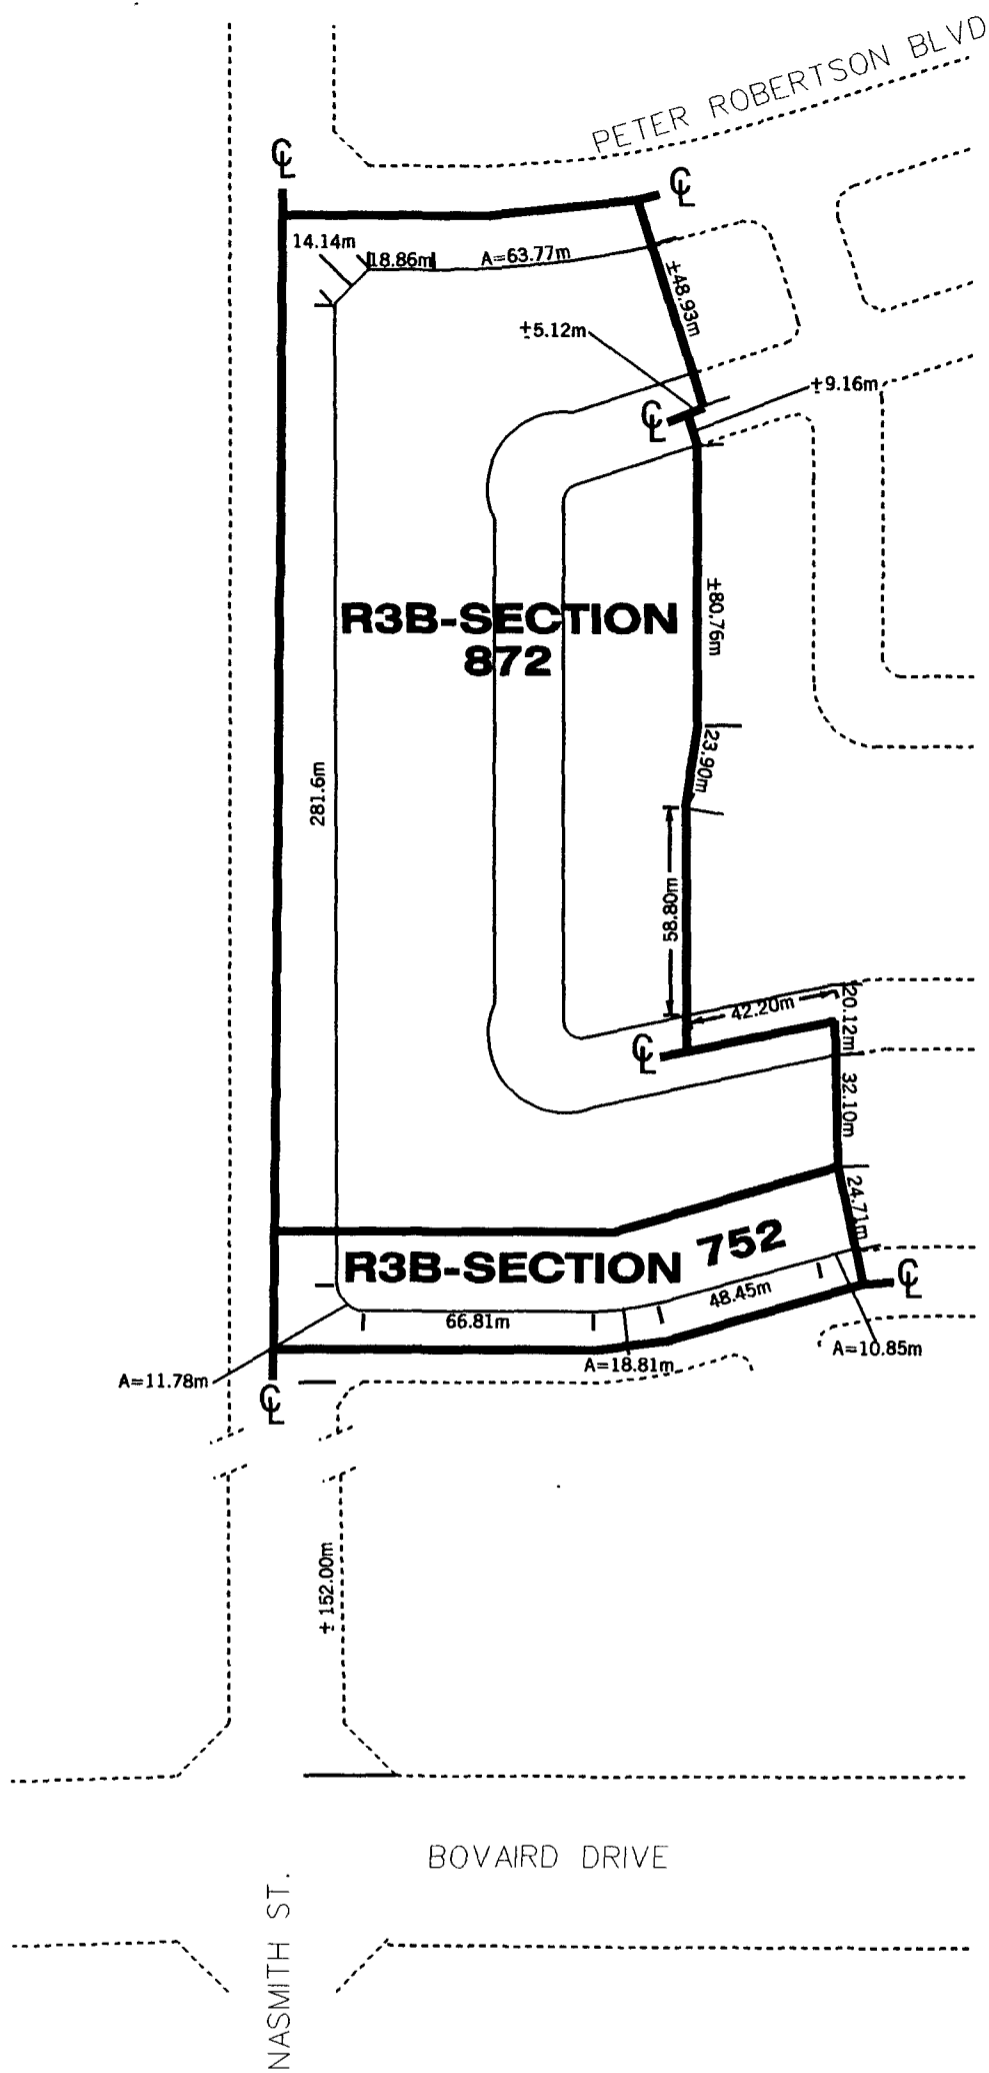 PETER ROBERTSON BLVD
℄
℄
14.14m
18.86m
A=63.77m
±48.93m
±5.12m
±9.16m
℄
R3B-SECTION
872
±80.76m
23.90m
281.6m
58.80m
42.20m
20.12m
℄
32.10m
24.71m
R3B-SECTION 752
℄
48.45m
66.81m
A=18.81m
A=10.85m
A=11.78m
℄
±152.00m
BOVAIRD DRIVE
NASMITH ST.